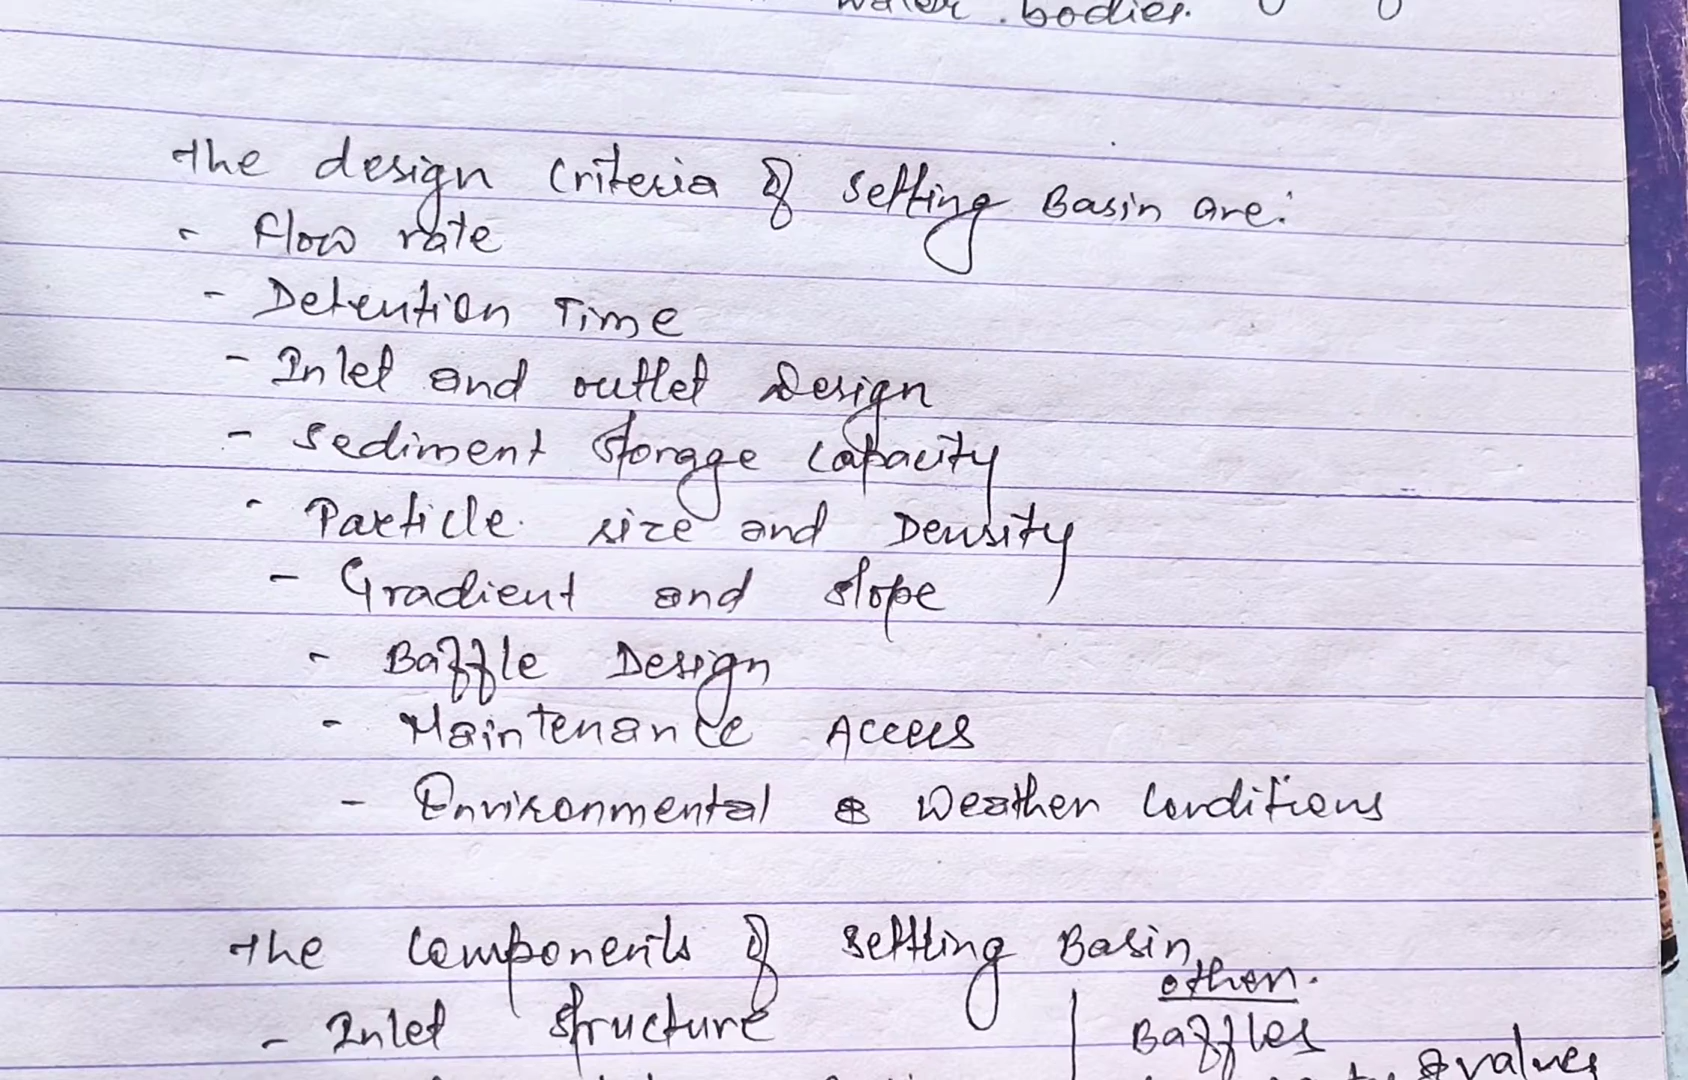 water bodies.
The design criteria of setting Basin are:
- Flow rate
- Detention Time
- Inlet and outlet Design
- Sediment storage capacity
- Particle size and Density
- Gradient and slope
- Baffle Design
- Maintenance Access
- Environmental & Weather Conditions
The Components of settling Basin
other.
- Inlet structure
Baffles
& values